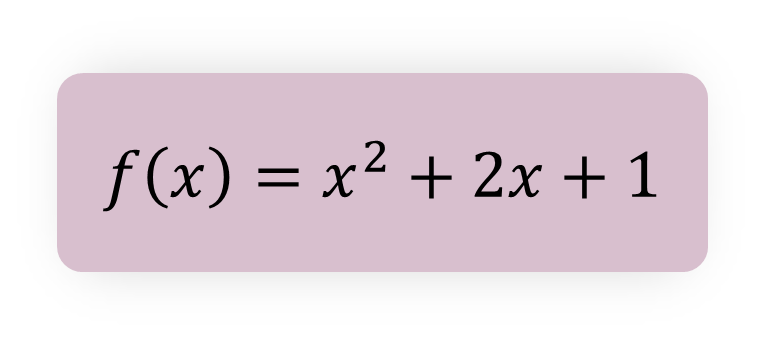 f(x) = x² + 2x + 1